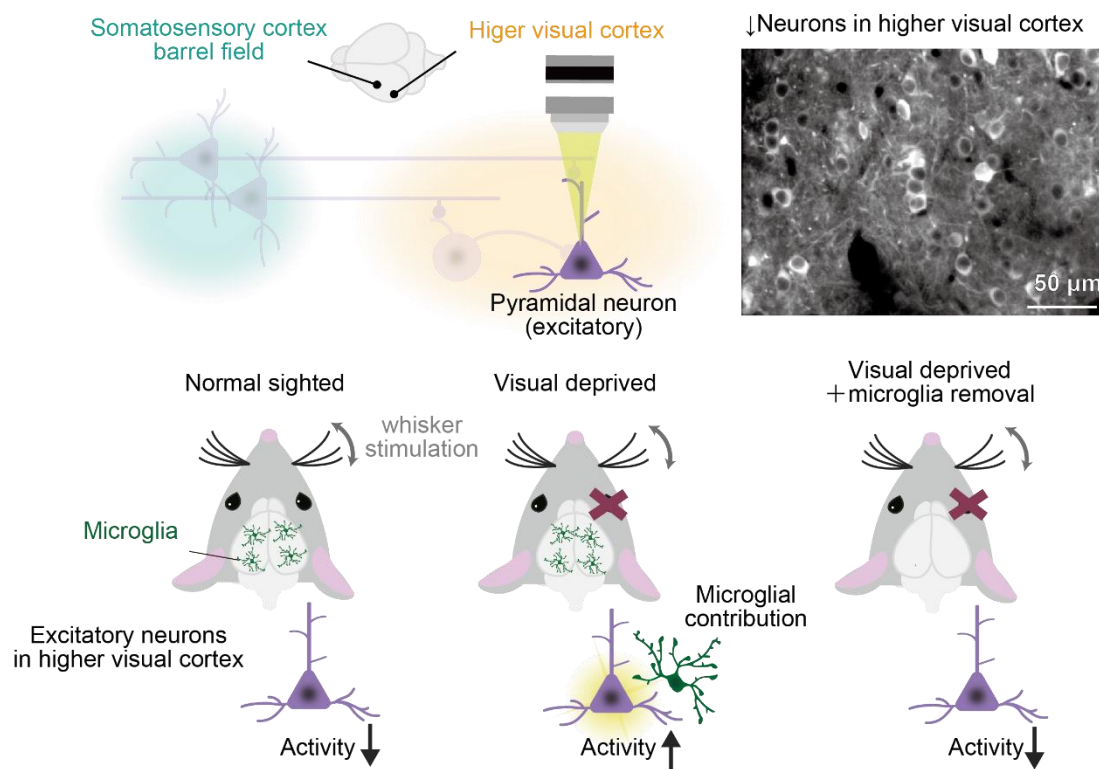 Somatosensory cortex
barrel field
Higer visual cortex
↓Neurons in higher visual cortex
50 µm
Pyramidal neuron
(excitatory)
Normal sighted
Visual deprived
Visual deprived
+microglia removal
whisker
stimulation
Microglia
Microglial
contribution
Excitatory neurons
in higher visual cortex
Activity
Activity
Activity